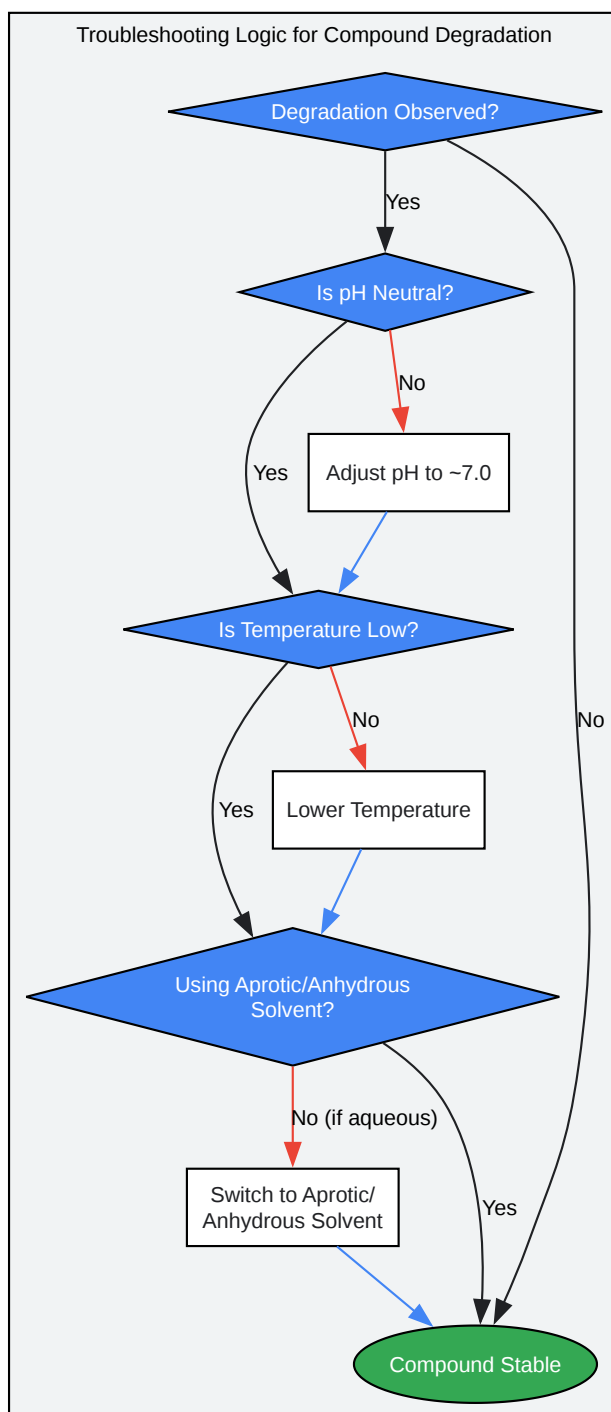 Troubleshooting Logic for Compound Degradation
Degradation Observed?
Yes
Is pH Neutral?
No
Adjust pH to ~7.0
Yes
Is Temperature Low?
No
No
Lower Temperature
Yes
Using Aprotic/Anhydrous
Solvent?
No (if aqueous)
Switch to Aprotic/
Anhydrous Solvent
Yes
Compound Stable